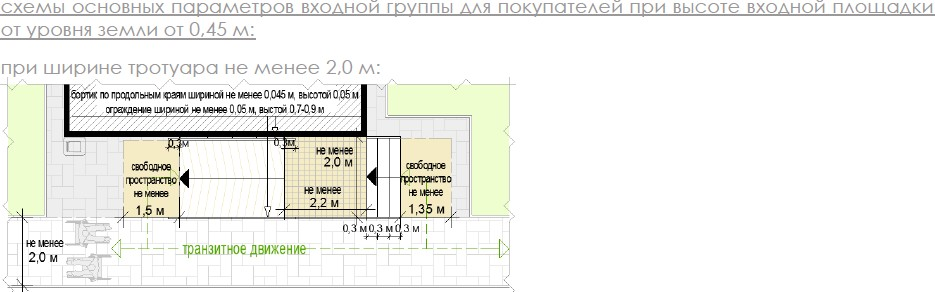 схемы основных параметров входной группы для покупателей при высоте входной площадки
от уровня земли от 0,45 м:
при ширине тротуара не менее 2,0 м:
бортик по продольным краям шириной не менее 0,045 м, высотой 0,05 м
ограждение шириной не менее 0,05 м, выстой 0,7-0,9 м
0,3м
0,3м
не менее
2,0 м
свободное
пространство
не менее
1,5 м
не менее
2,2 м
свободное
пространство
не менее
1,35 м
0,3 м 0,3 м 0,3 м
не менее
2,0 м
транзитное движение